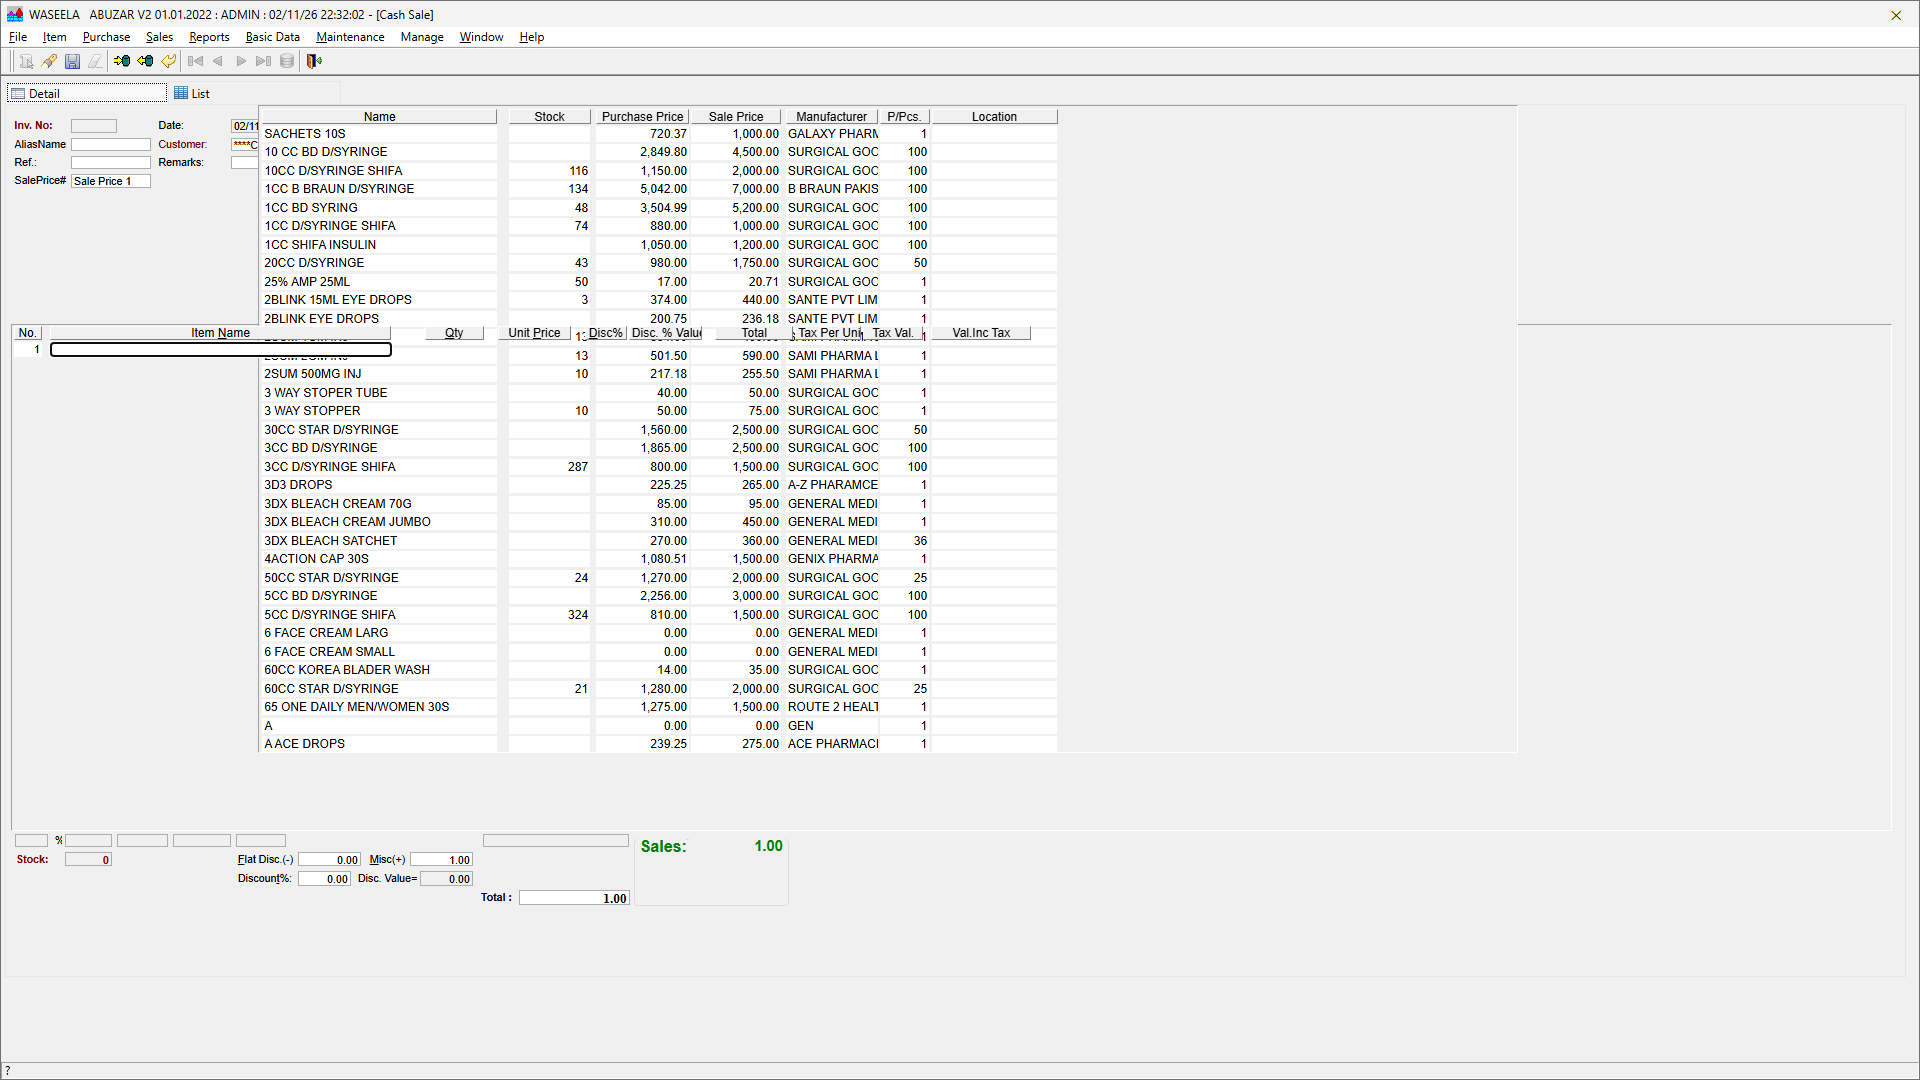 WASEELA ABUZAR V2 01.01.2022 : ADMIN : 02/11/26 22:32:02 - [Cash Sale]
File Item Purchase Sales Reports Basic Data Maintenance Manage Window Help
Detail List
Inv. No: Date: 02/11
AliasName Customer: ****C
Ref.: Remarks:
SalePrice# Sale Price 1
Name Stock Purchase Price Sale Price Manufacturer P/Pcs. Location
SACHETS 10S 720.37 1,000.00 GALAXY PHARM 1
10 CC BD D/SYRINGE 2,849.80 4,500.00 SURGICAL GOC 100
10CC D/SYRINGE SHIFA 116 1,150.00 2,000.00 SURGICAL GOC 100
1CC B BRAUN D/SYRINGE 134 5,042.00 7,000.00 B BRAUN PAKIS 100
1CC BD SYRING 48 3,504.99 5,200.00 SURGICAL GOC 100
1CC D/SYRINGE SHIFA 74 880.00 1,000.00 SURGICAL GOC 100
1CC SHIFA INSULIN 1,050.00 1,200.00 SURGICAL GOC 100
20CC D/SYRINGE 43 980.00 1,750.00 SURGICAL GOC 50
25% AMP 25ML 50 17.00 20.71 SURGICAL GOC 1
2BLINK 15ML EYE DROPS 3 374.00 440.00 SANTE PVT LIM 1
2BLINK EYE DROPS 200.75 236.18 SANTE PVT LIM 1
No. Item Name Qty Unit Price Disc% Disc. % Valu Total Tax Per Uni Tax Val. Val.Inc Tax
1
13 501.50 590.00 SAMI PHARMA L 1
2SUM 500MG INJ 10 217.18 255.50 SAMI PHARMA L 1
3 WAY STOPER TUBE 40.00 50.00 SURGICAL GOC 1
3 WAY STOPPER 10 50.00 75.00 SURGICAL GOC 1
30CC STAR D/SYRINGE 1,560.00 2,500.00 SURGICAL GOC 50
3CC BD D/SYRINGE 1,865.00 2,500.00 SURGICAL GOC 100
3CC D/SYRINGE SHIFA 287 800.00 1,500.00 SURGICAL GOC 100
3D3 DROPS 225.25 265.00 A-Z PHARAMCE 1
3DX BLEACH CREAM 70G 85.00 95.00 GENERAL MEDI 1
3DX BLEACH CREAM JUMBO 310.00 450.00 GENERAL MEDI 1
3DX BLEACH SATCHET 270.00 360.00 GENERAL MEDI 36
4ACTION CAP 30S 1,080.51 1,500.00 GENIX PHARMA 1
50CC STAR D/SYRINGE 24 1,270.00 2,000.00 SURGICAL GOC 25
5CC BD D/SYRINGE 2,256.00 3,000.00 SURGICAL GOC 100
5CC D/SYRINGE SHIFA 324 810.00 1,500.00 SURGICAL GOC 100
6 FACE CREAM LARG 0.00 0.00 GENERAL MEDI 1
6 FACE CREAM SMALL 0.00 0.00 GENERAL MEDI 1
60CC KOREA BLADER WASH 14.00 35.00 SURGICAL GOC 1
60CC STAR D/SYRINGE 21 1,280.00 2,000.00 SURGICAL GOC 25
65 ONE DAILY MEN/WOMEN 30S 1,275.00 1,500.00 ROUTE 2 HEALT 1
A 0.00 0.00 GEN 1
A ACE DROPS 239.25 275.00 ACE PHARMACI 1
%
Stock: 0 Flat Disc.(-) 0.00 Misc(+) 1.00
Discount%: 0.00 Disc. Value= 0.00
Total : 1.00
Sales: 1.00
?